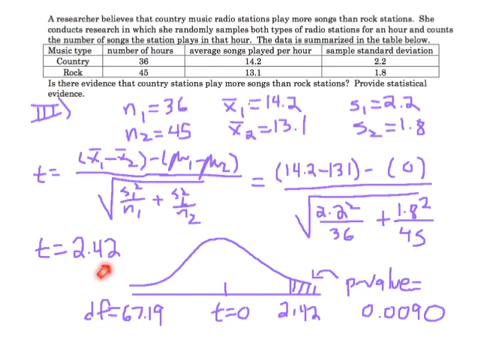 A researcher believes that country music radio stations play more songs than rock stations. She
conducts research in which she randomly samples both types of radio stations for an hour and counts
the number of songs the station plays in that hour. The data is summarized in the table below.
Music type number of hours average songs played per hour sample standard deviation
Country 36 14.2 2.2
Rock 45 13.1 1.8
Is there evidence that country stations play more songs than rock stations? Provide statistical
evidence.
III) n₁=36 x̄₁=14.2 s₁=2.2
n₂=45 x̄₂=13.1 s₂=1.8
t= (x̄₁-x̄₂)-(μ₁-μ₂) / √(s₁²/n₁ + s₂²/n₂) = (14.2-131)-(0) / √(2.2²/36 + 1.8²/45)
t=2.42
p-value=
df=67.19 t=0 2.42 0.0090